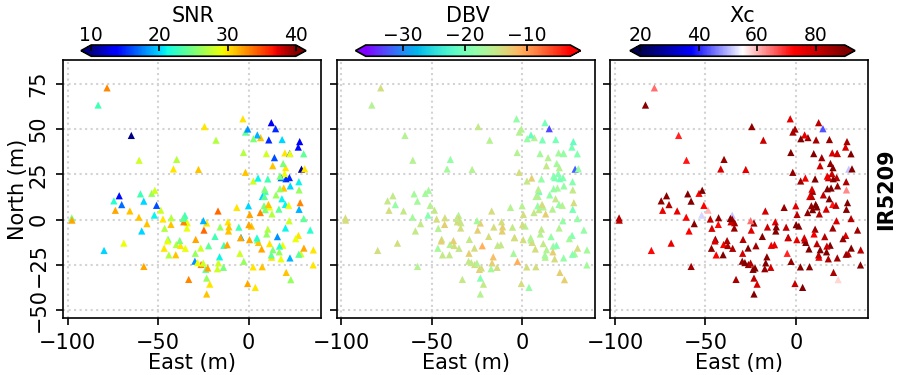 SNR DBV Xc
10 20 30 40 −30 −20 −10 20 40 60 80
75
50
25
0
−25
−50
North (m)
IR5209
−100 −50 0 −100 −50 0 −100 −50 0
East (m) East (m) East (m)